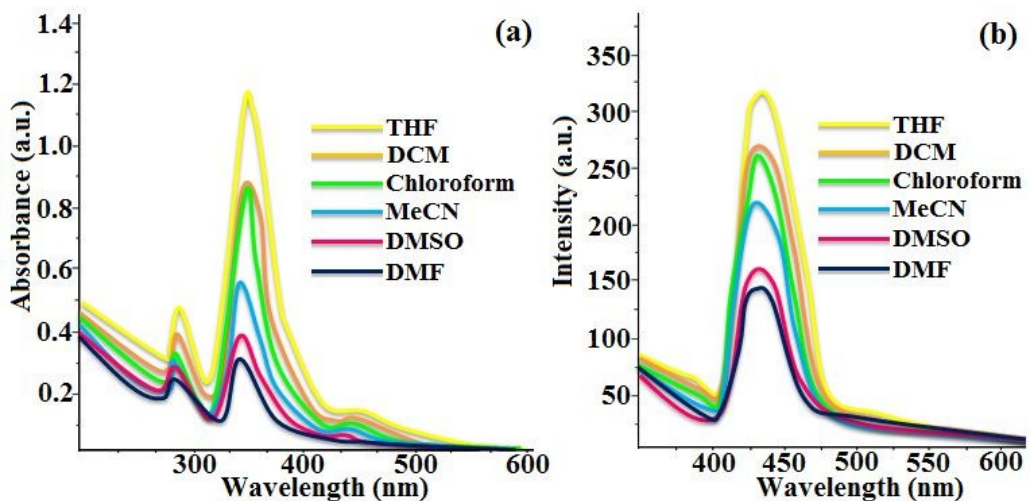 (a)
Absorbance (a.u.)
1.4
1.2
1.0
0.8
0.6
0.4
0.2
THF
DCM
Chloroform
MeCN
DMSO
DMF
300
400
500
600
Wavelength (nm)
(b)
Intensity (a.u.)
350
300
250
200
150
100
50
THF
DCM
Chloroform
MeCN
DMSO
DMF
400
450
500
550
600
Wavelength (nm)